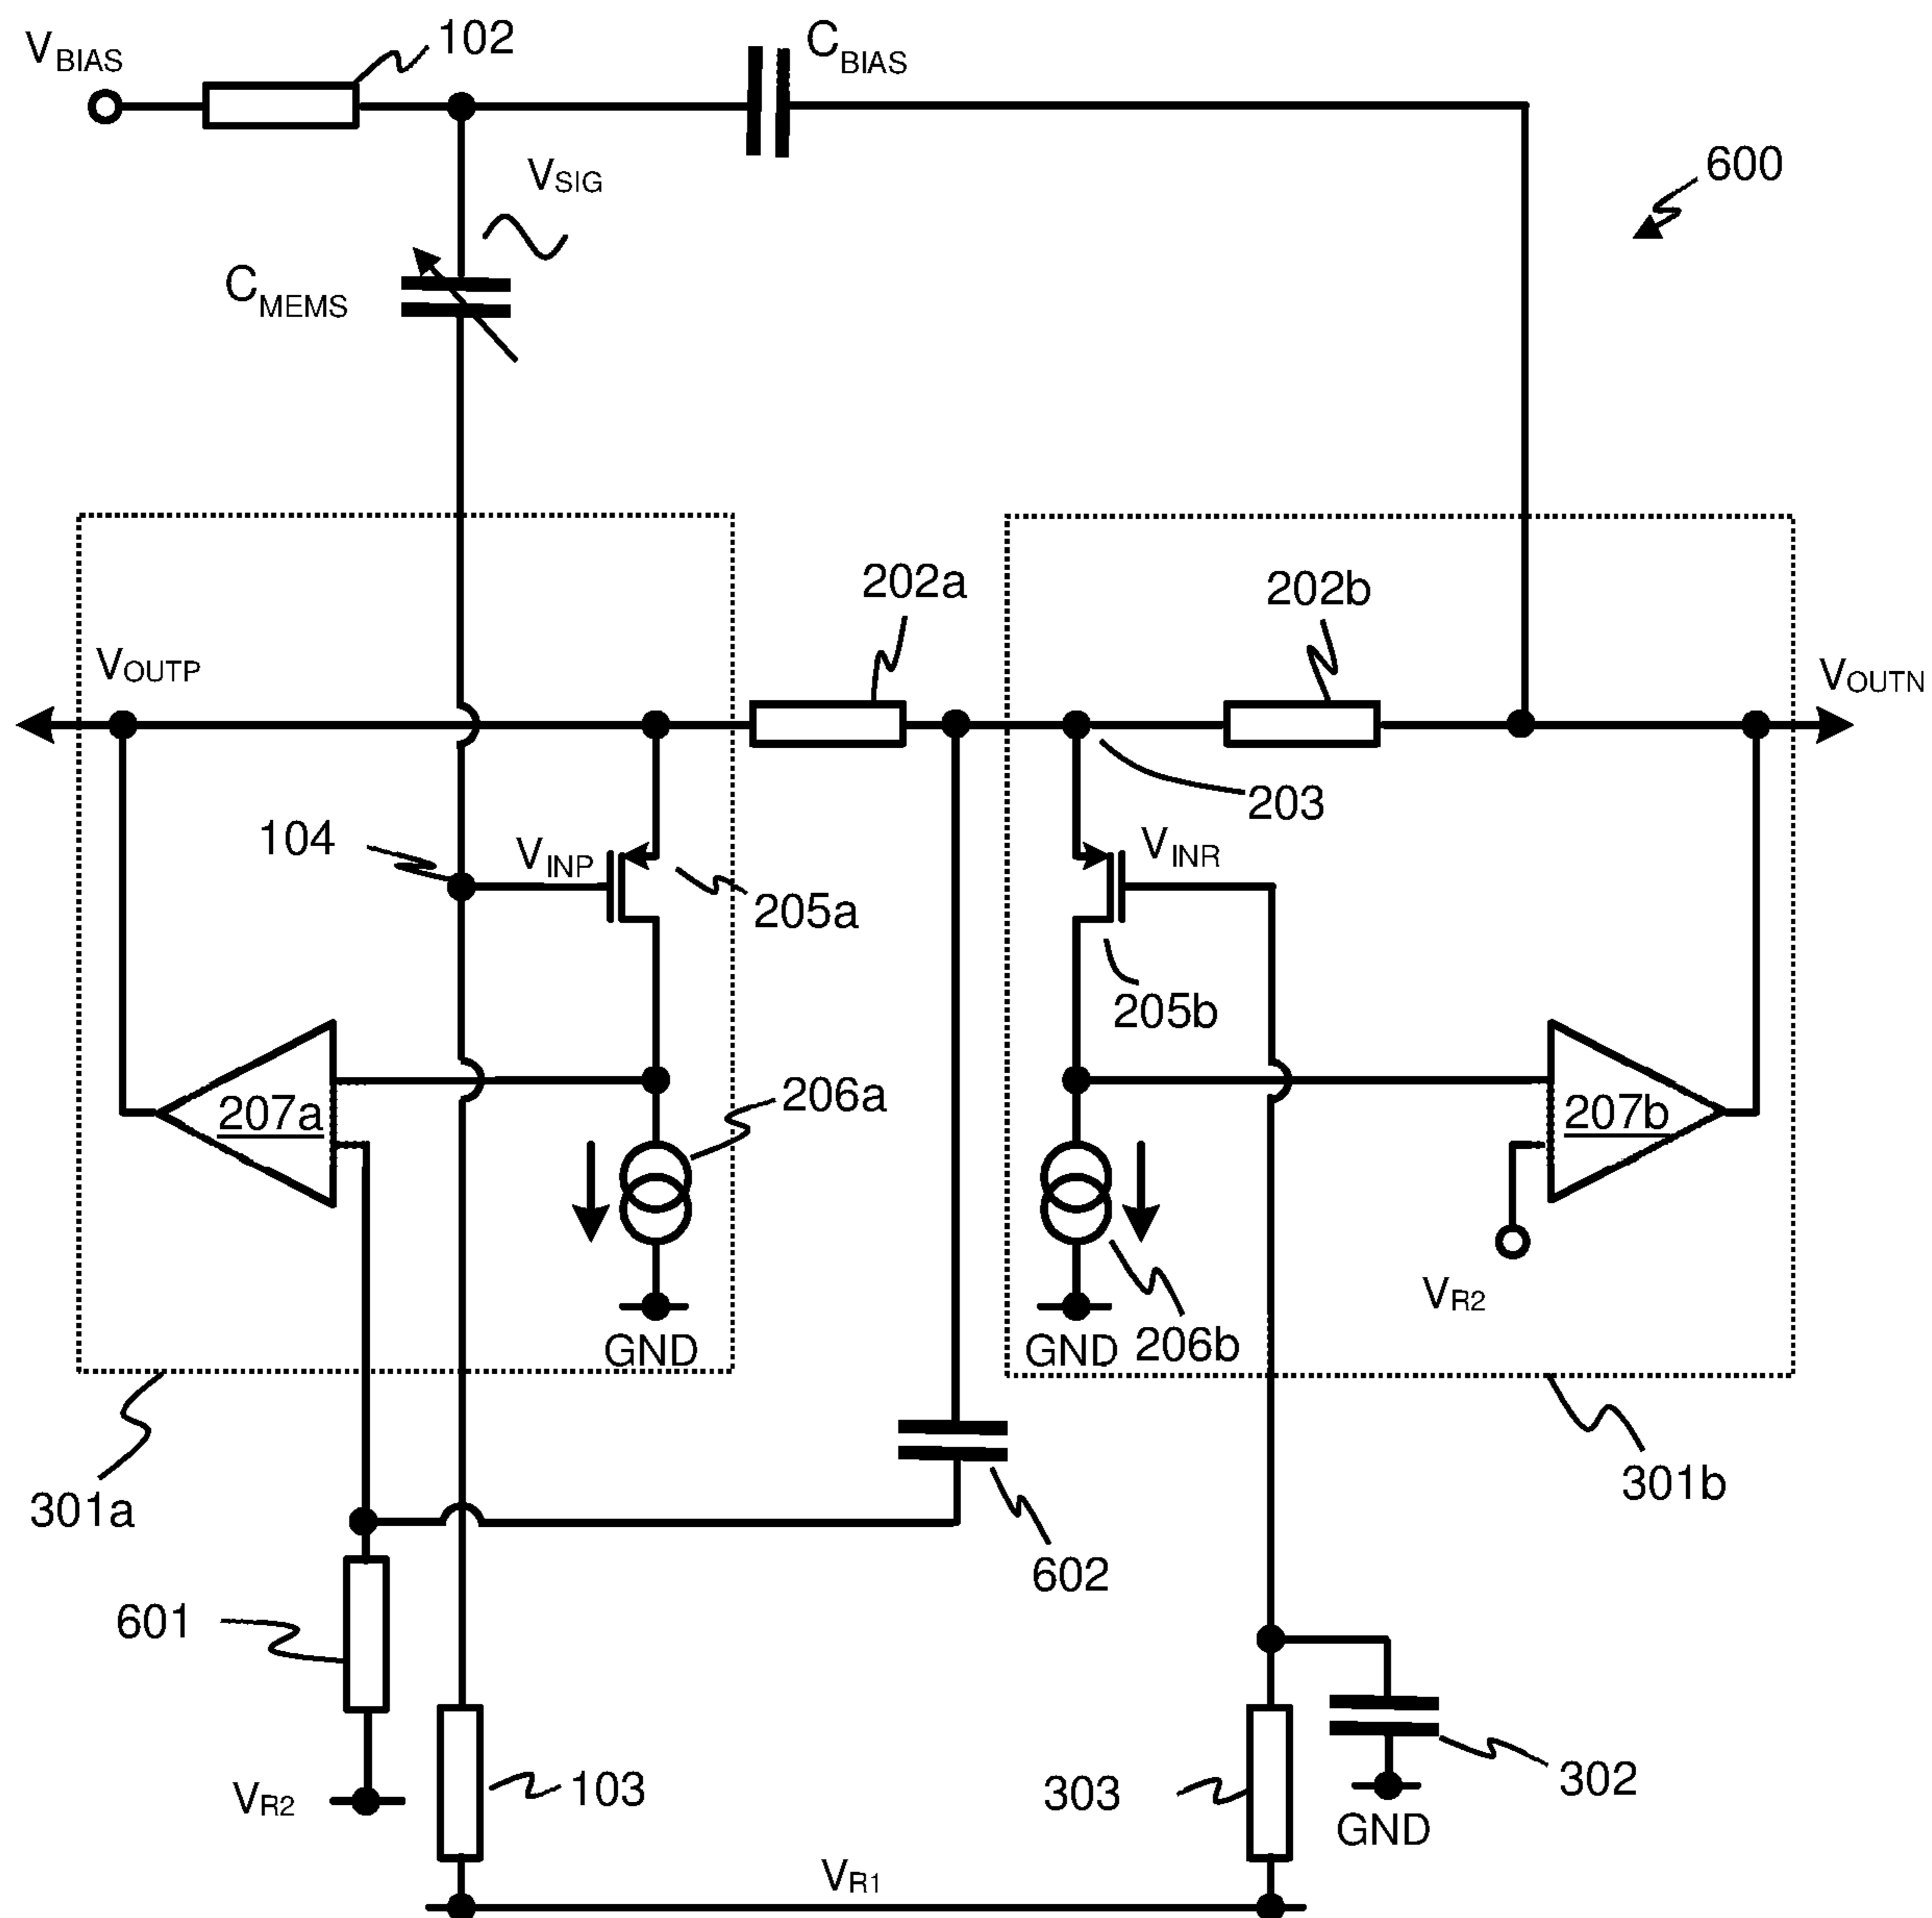 102
VBIAS
CBIAS
600
VSIG
CMEMS
202a
202b
VOUTP
VOUTN
203
104
VINP
VINR
205a
205b
206a
207a
207b
VR2
GND
GND
206b
301a
301b
602
601
VR2
103
303
302
GND
VR1